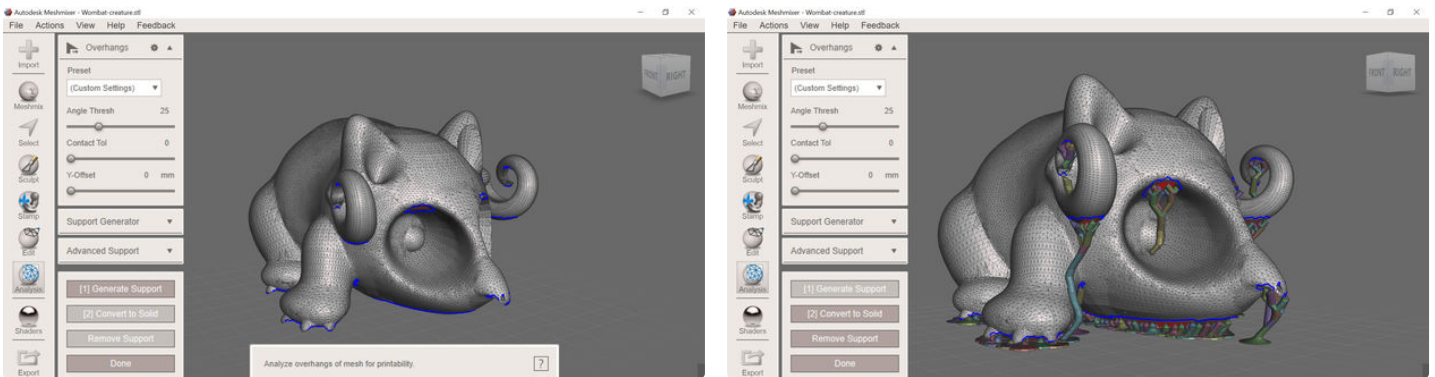 Autodesk Meshmixer - Wombat-creature.stl
File Actions View Help Feedback
Import
Meshmix
Select
Sculpt
Stamp
Edit
Analysis
Shaders
Export
Overhangs
Preset
(Custom Settings)
Angle Thresh 25
Contact Tol 0
Y-Offset 0 mm
Support Generator
Advanced Support
[1] Generate Support
[2] Convert to Solid
Remove Support
Done
FRONT RIGHT
Analyze overhangs of mesh for printability. ?
Autodesk Meshmixer - Wombat-creature.stl
File Actions View Help Feedback
Import
Meshmix
Select
Sculpt
Stamp
Edit
Analysis
Shaders
Export
Overhangs
Preset
(Custom Settings)
Angle Thresh 25
Contact Tol 0
Y-Offset 0 mm
Support Generator
Advanced Support
[1] Generate Support
[2] Convert to Solid
Remove Support
Done
FRONT RIGHT